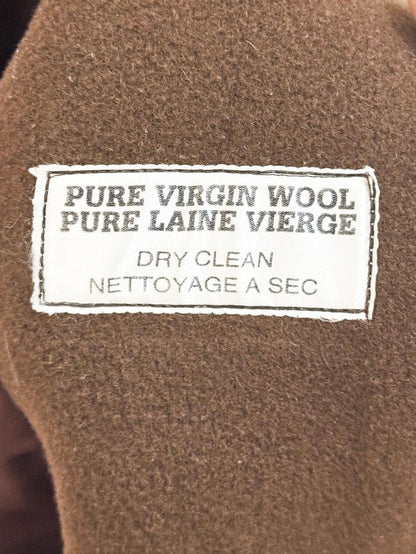 PURE VIRGIN WOOL
PURE LAINE VIERGE
DRY CLEAN
NETTOYAGE A SEC